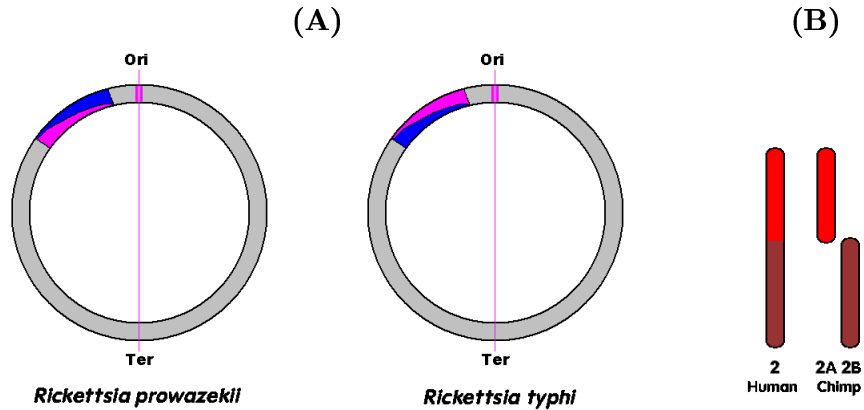 (A)
(B)
Ori
Ori
Ter
Ter
Rickettsia prowazekii
Rickettsia typhi
2
2A 2B
Human
Chimp